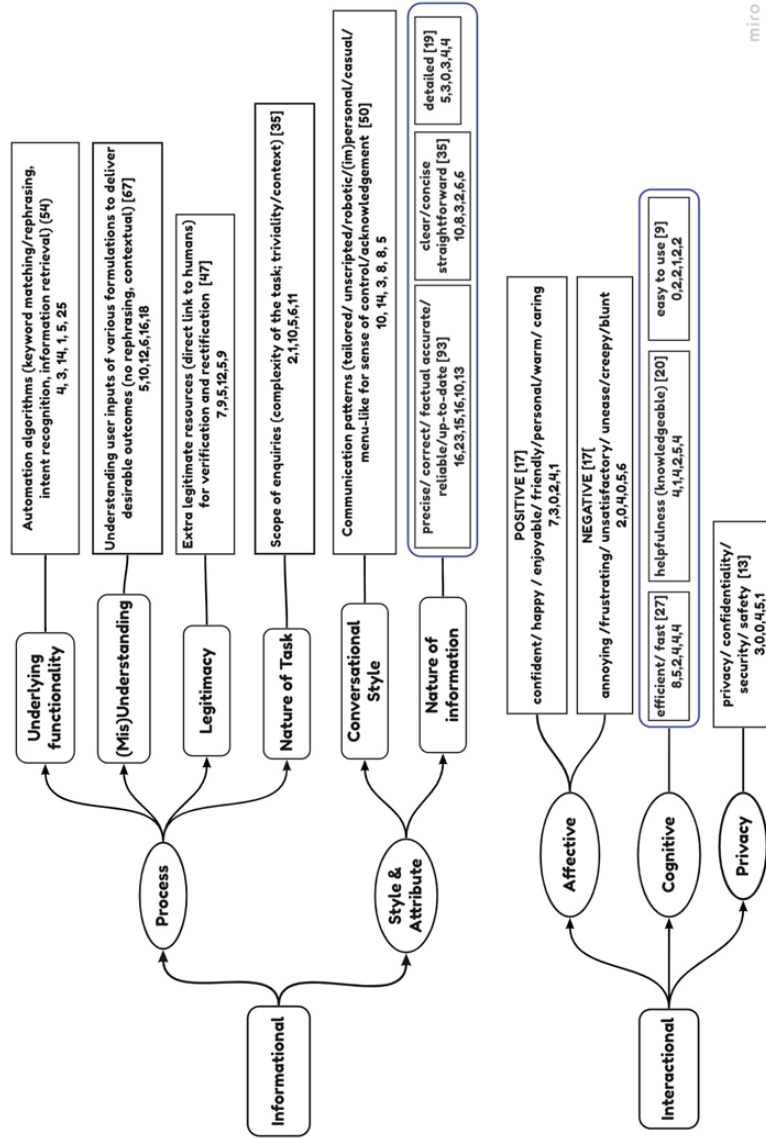 Informational
Process
Underlying
functionality
Automation algorithms (keyword matching/rephrasing,
intent recognition, information retrieval) (54)
4, 3, 14, 1, 5, 25
(Mis)Understanding
Understanding user inputs of various formulations to deliver
desirable outcomes (no rephrasing, contextual) [67]
5,10,12,6,16,18
Legitimacy
Extra legitimate resources (direct link to humans)
for verification and rectification [47]
7,9,5,12,5,9
Nature of Task
Scope of enquiries (complexity of the task; triviality/context) [35]
2,1,10,5,6,11
Style &
Attribute
Conversational
Style
Communication patterns (tailored/ unscripted/robotic/(im)personal/casual/
menu-like for sense of control/acknowledgement [50]
10, 14, 3, 8, 8, 5
Nature of
information
precise/ correct/ factual accurate/
reliable/up-to-date [93]
16,23,15,16,10,13
clear/concise
straightforward [35]
10,8,3,2,6,6
detailed [19]
5,3,0,3,4,4
Interactional
Affective
POSITIVE [17]
confident/ happy / enjoyable/ friendly/personal/warm/ caring
7,3,0,2,4,1
NEGATIVE [17[
annoying /frustrating/ unsatisfactory/ unease/creepy/blunt
2,0,4,0,5,6
Cognitive
efficient/ fast [27]
8,5,2,4,4,4
helpfulness (knowledgeable) [20]
4,1,4,2,5,4
easy to use [9]
0,2,2,1,2,2
Privacy
privacy/ confidentiality/
security/ safety [13]
3,0,0,4,5,1
miro